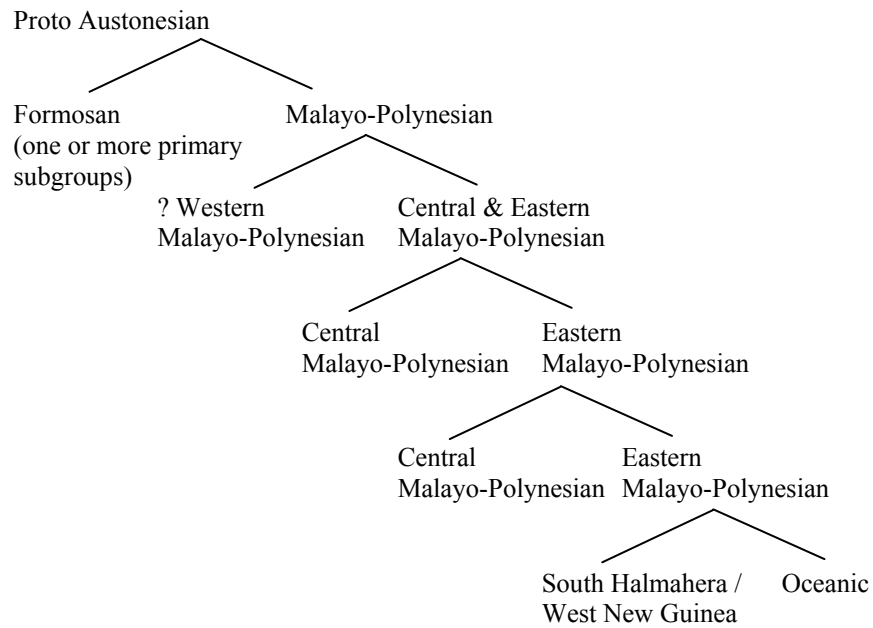 Proto Austonesian
Formosan
(one or more primary
subgroups)
Malayo-Polynesian
? Western
Malayo-Polynesian
Central & Eastern
Malayo-Polynesian
Central
Malayo-Polynesian
Eastern
Malayo-Polynesian
Central
Malayo-Polynesian
Eastern
Malayo-Polynesian
South Halmahera /
West New Guinea
Oceanic